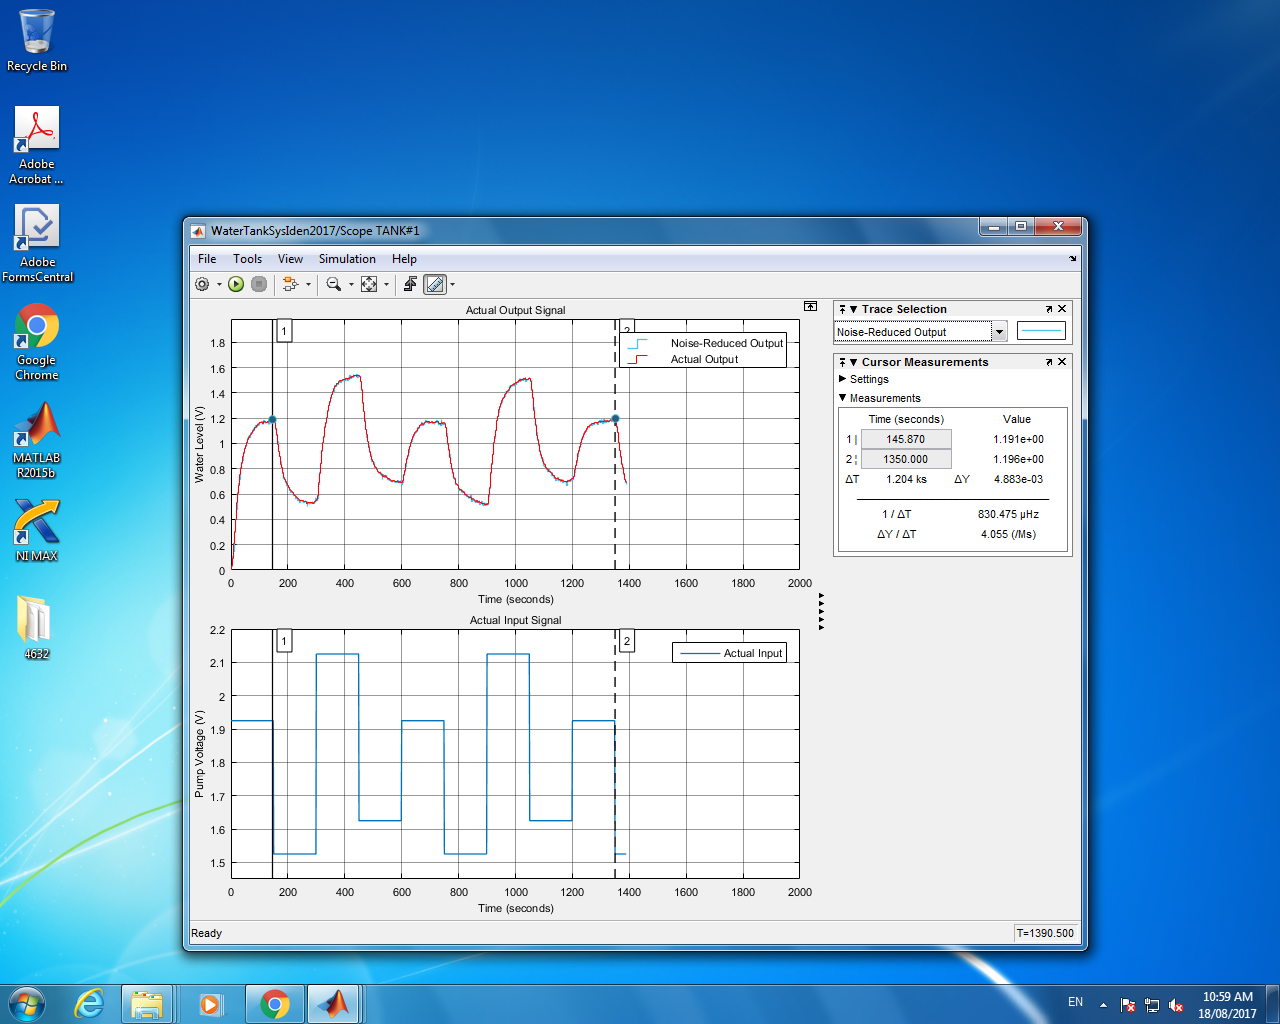 Recycle Bin
Adobe
Acrobat ...
Adobe
FormsCentral
Google
Chrome
MATLAB
R2015b
NI MAX
4632
WaterTankSysIden2017/Scope TANK#1
File Tools View Simulation Help
Actual Output Signal
1
2
Noise-Reduced Output
Actual Output
Water Level (V)
1.8
1.6
1.4
1.2
1
0.8
0.6
0.4
0.2
0
0 200 400 600 800 1000 1200 1400 1600 1800 2000
Time (seconds)
Actual Input Signal
1
2
Actual Input
Pump Voltage (V)
2.2
2.1
2
1.9
1.8
1.7
1.6
1.5
0 200 400 600 800 1000 1200 1400 1600 1800 2000
Time (seconds)
Trace Selection
Noise-Reduced Output
Cursor Measurements
Settings
Measurements
Time (seconds) Value
1 145.870 1.191e+00
2 1350.000 1.196e+00
ΔT 1.204 ks ΔY 4.883e-03
1 / ΔT 830.475 µHz
ΔY / ΔT 4.055 (/Ms)
Ready
T=1390.500
EN
10:59 AM
18/08/2017